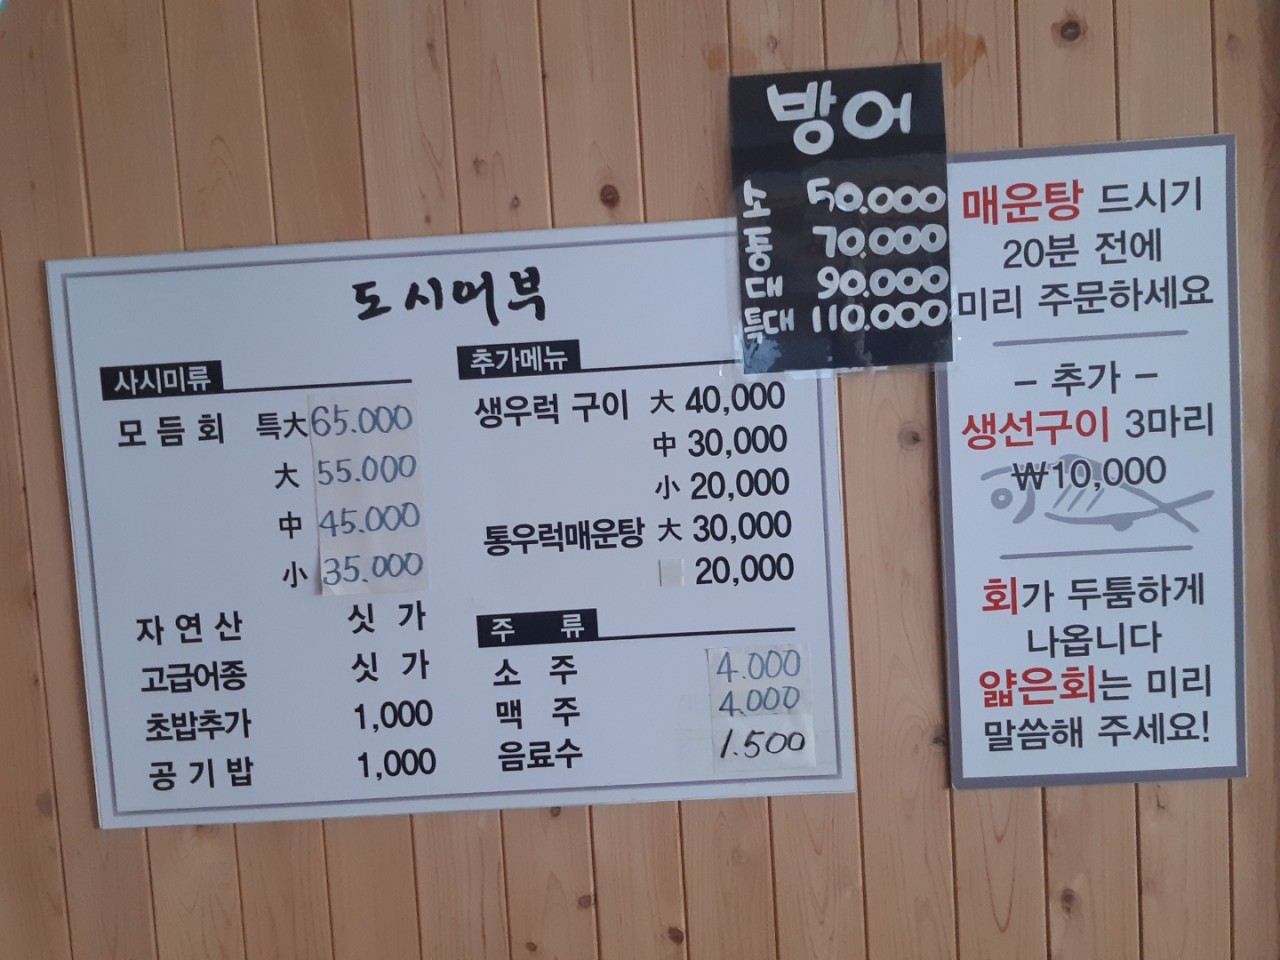 도시어부
사시미류
모듬회 특大 65.000
大 55.000
中 45.000
小 35.000
자연산 싯가
고급어종 싯가
초밥추가 1,000
공기밥 1,000
추가메뉴
생우럭 구이 大 40,000
中 30,000
小 20,000
통우럭매운탕 大 30,000
20,000
주류
소주 4.000
맥주 4.000
음료수 1.500
방어
소 50.000
통 70.000
대 90.000
특대 110.000
매운탕 드시기
20분 전에
미리 주문하세요
- 추가 -
생선구이 3마리
₩10,000
회가 두툼하게
나옵니다
얇은회는 미리
말씀해 주세요!